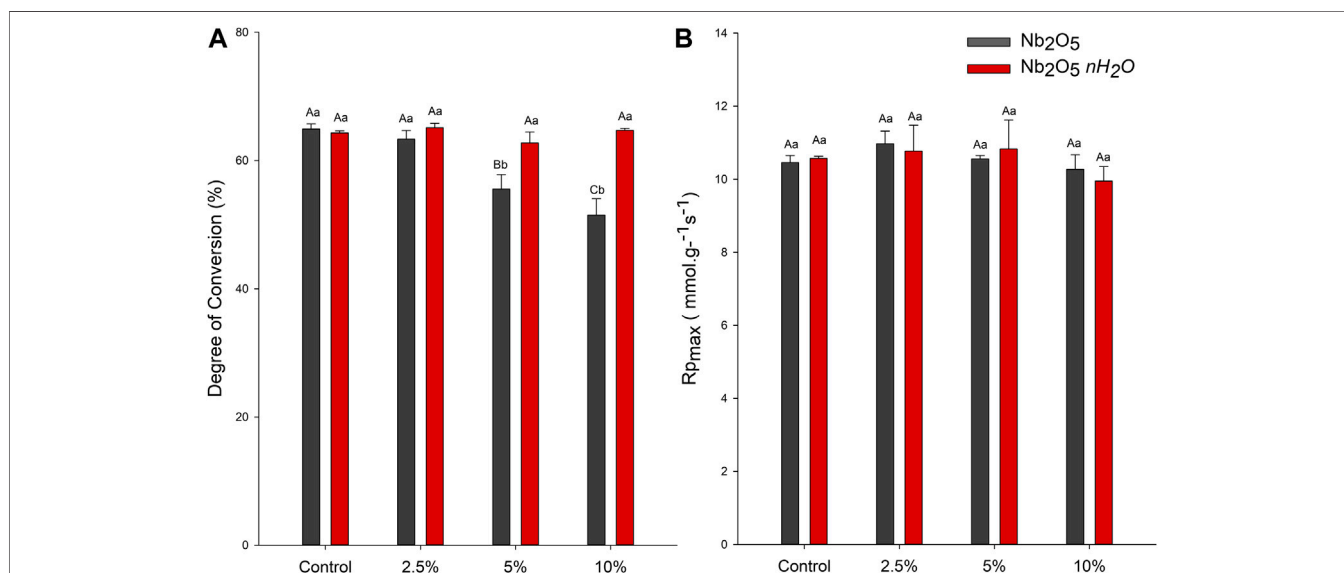 A
80
60
40
20
0
Degree of Conversion (%)
Aa Aa
Aa Aa
Bb Aa
Cb Aa
Control 2.5% 5% 10%
B
Nb2O5
Nb2O5 nH2O
14
12
10
8
6
4
2
0
Rpmax ( mmol.g-1s-1)
Aa Aa
Aa Aa
Aa Aa
Aa Aa
Control 2.5% 5% 10%